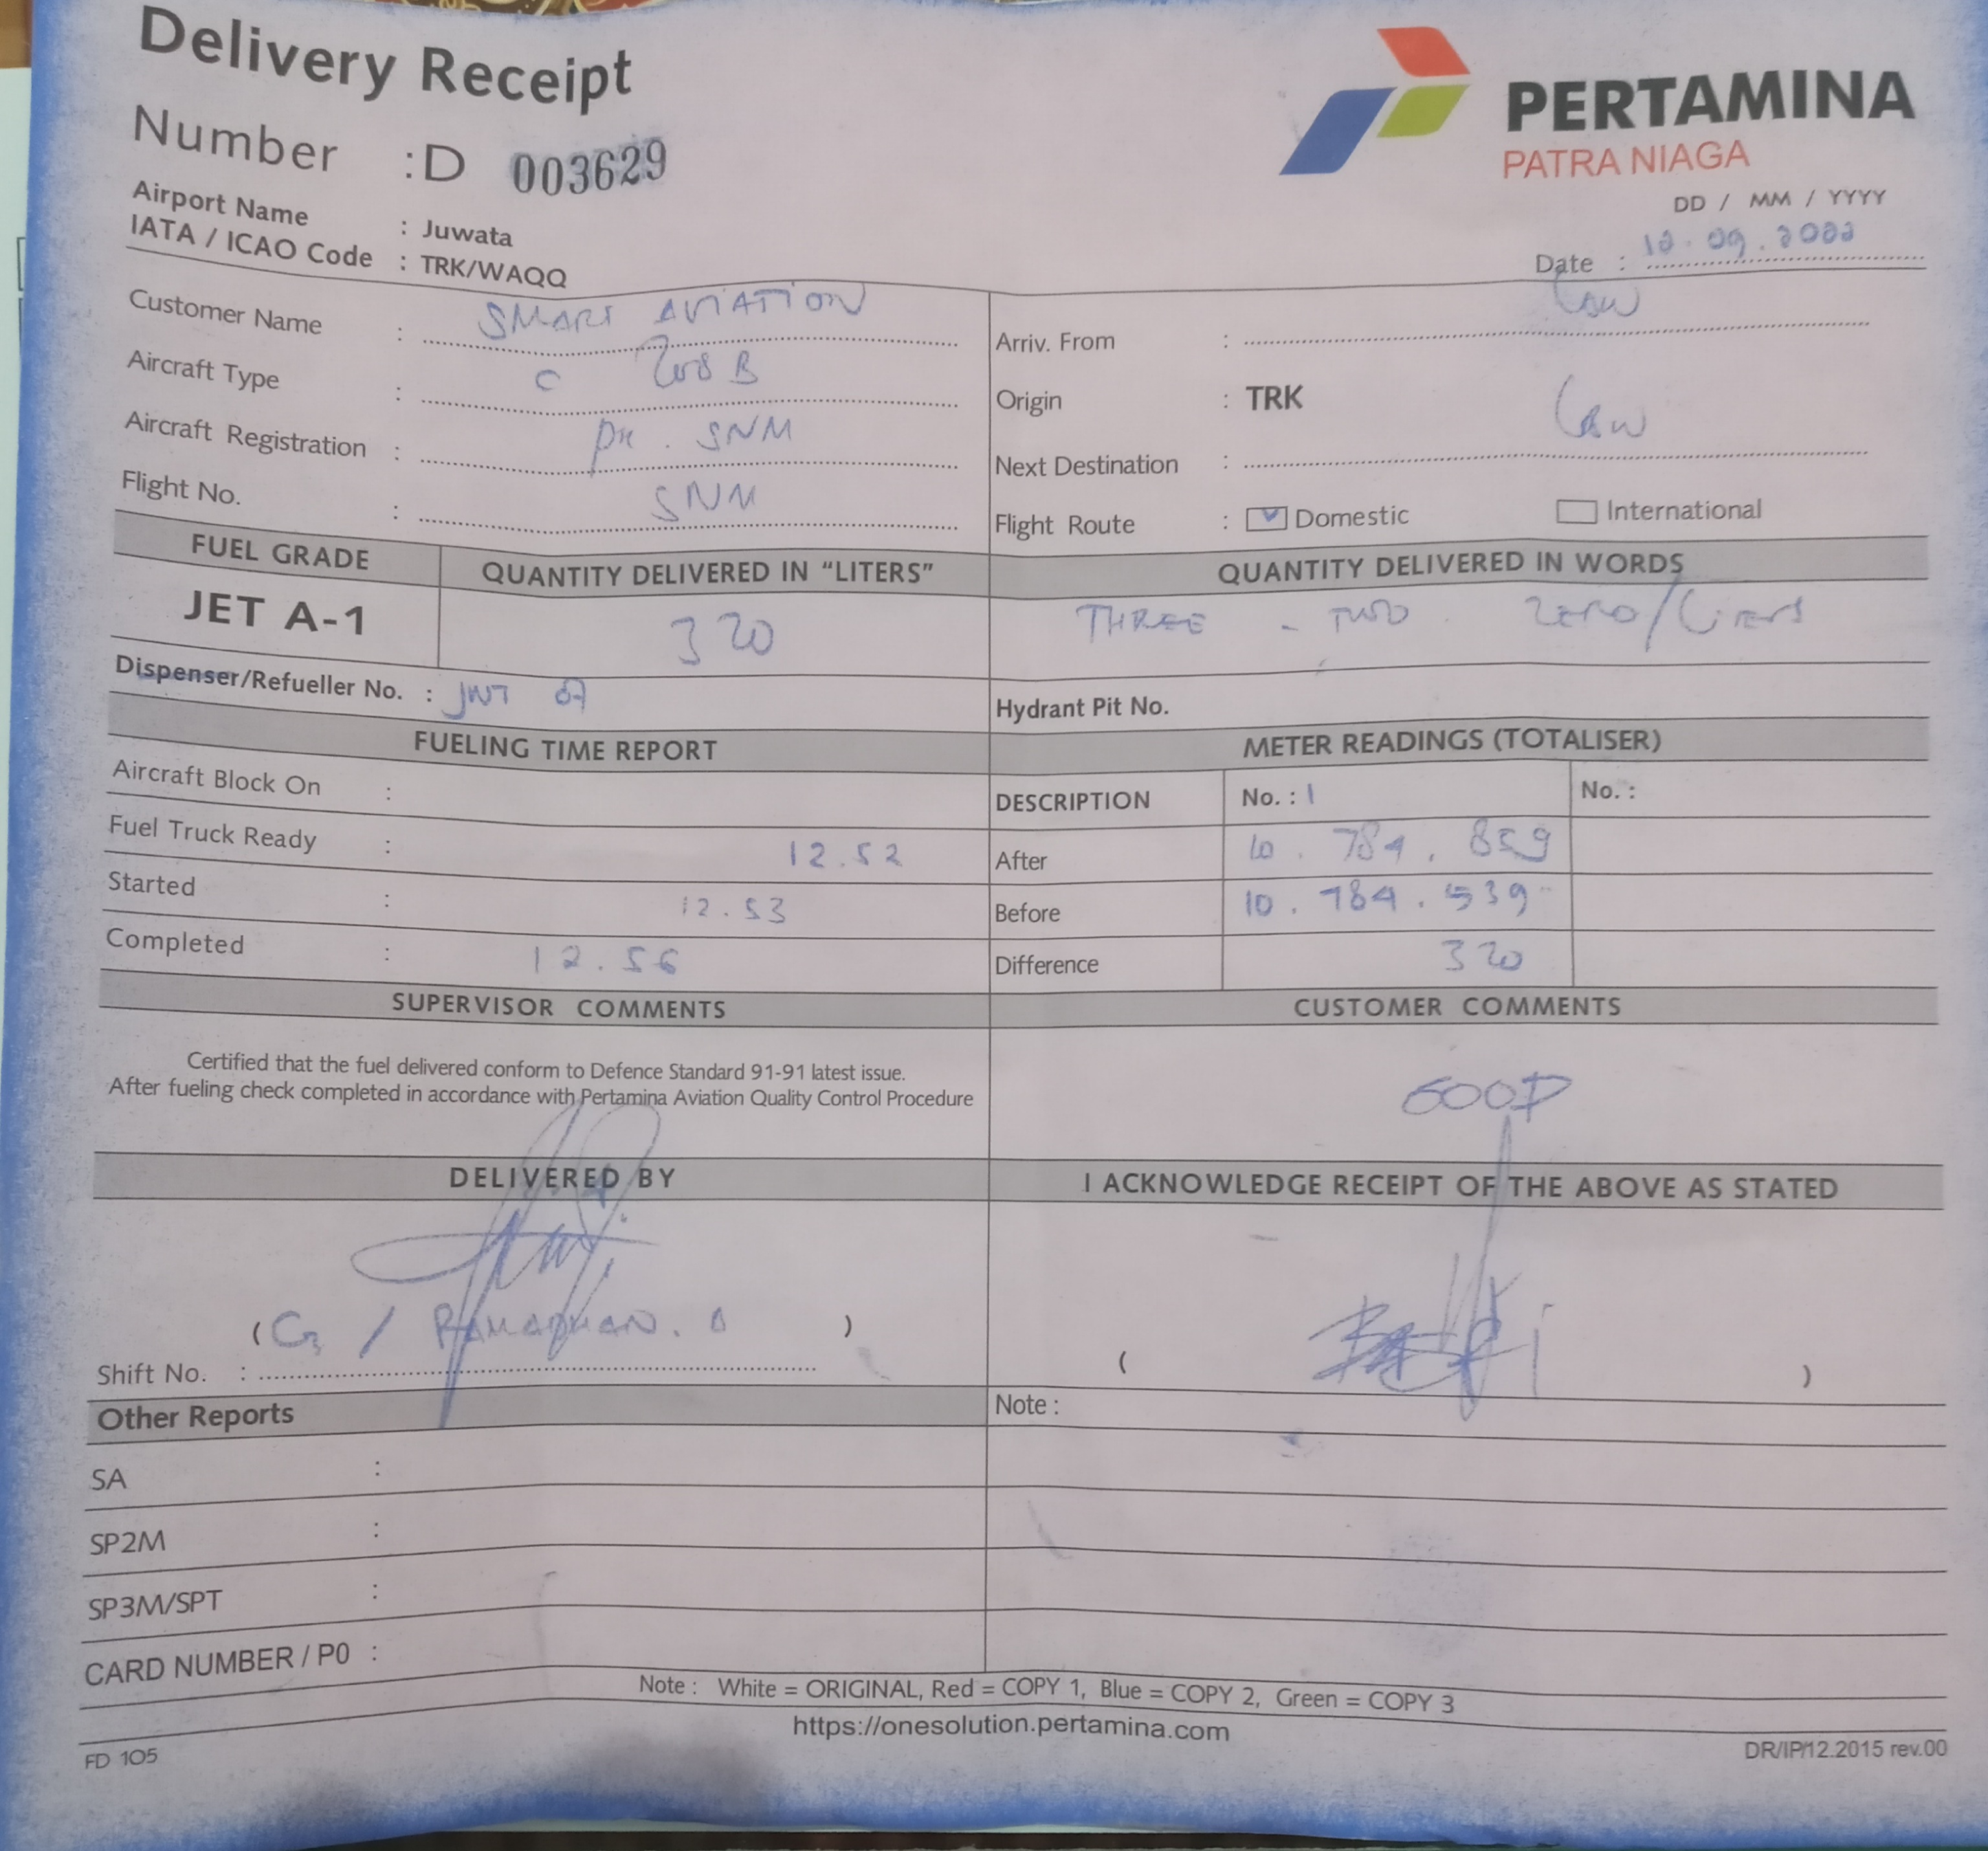 Delivery Receipt
PERTAMINA
PATRA NIAGA
Number : D 003629
DD / MM / YYYY
Airport Name : Juwata
IATA / ICAO Code : TRK/WAQQ
Date :
Customer Name : SMART AVIATION
Arriv. From :
Aircraft Type : C 208 B
Origin : TRK
Aircraft Registration : PK . SNM
Next Destination :
Flight No. : SNM
Flight Route : Domestic International
FUEL GRADE QUANTITY DELIVERED IN “LITERS” QUANTITY DELIVERED IN WORDS
JET A-1 320 THREE - TWO . ZERO/Liters
Dispenser/Refueller No. : JWT 07
Hydrant Pit No.
FUELING TIME REPORT METER READINGS (TOTALISER)
Aircraft Block On :
DESCRIPTION No. : 1 No. :
Fuel Truck Ready : 12.52
After 10 . 784 . 859
Started : 12.53
Before 10 . 784 . 539
Completed : 12.56
Difference 320
SUPERVISOR COMMENTS CUSTOMER COMMENTS
Certified that the fuel delivered conform to Defence Standard 91-91 latest issue.
After fueling check completed in accordance with Pertamina Aviation Quality Control Procedure
GOOD
DELIVERED BY I ACKNOWLEDGE RECEIPT OF THE ABOVE AS STATED
( )
Shift No. :
( )
Other Reports Note :
SA :
SP2M :
SP3M/SPT :
CARD NUMBER / P0 :
Note : White = ORIGINAL, Red = COPY 1, Blue = COPY 2, Green = COPY 3
https://onesolution.pertamina.com
FD 105 DR/IP/12.2015 rev.00